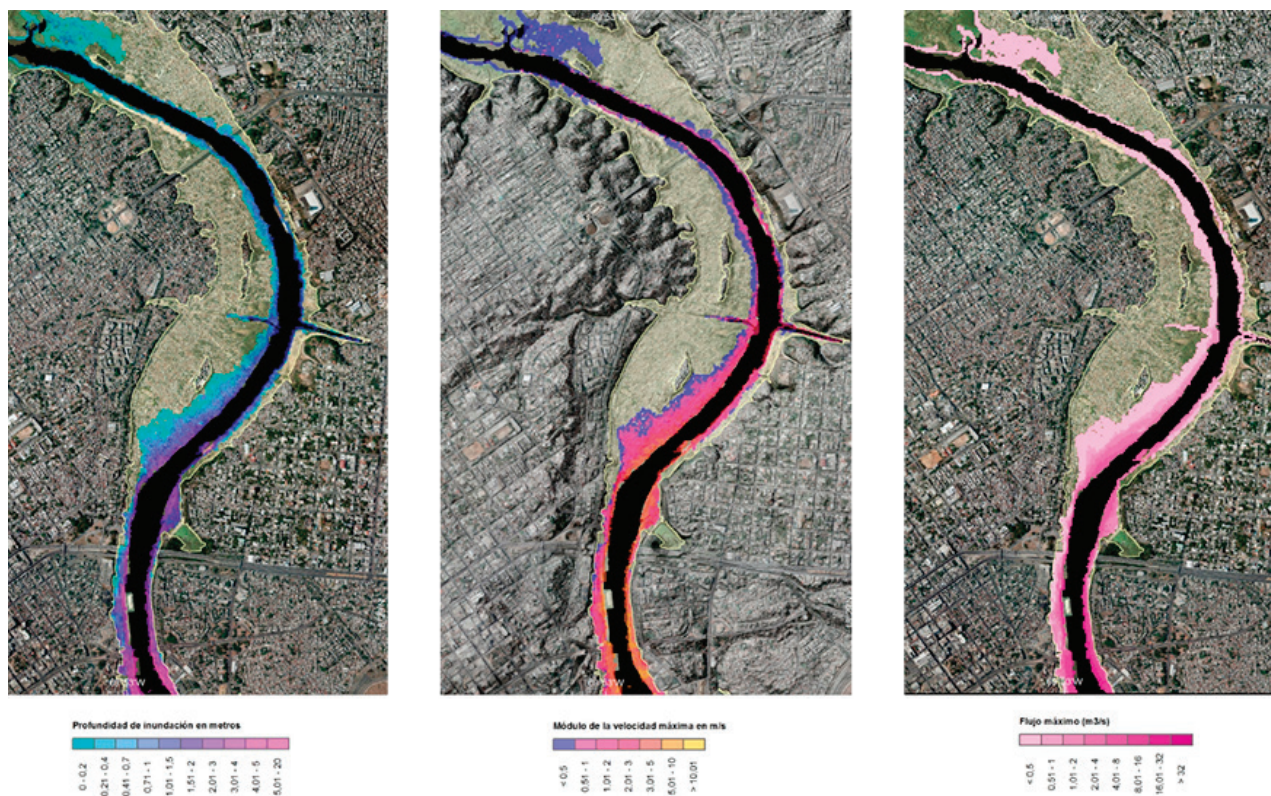 Profundidad de inundación en metros
0 - 0,2
0,21 - 0,4
0,41 - 0,7
0,71 - 1
1,01 - 1,5
1,51 - 2
2,01 - 3
3,01 - 4
4,01 - 5
5,01 - 20
Módulo de la velocidad máxima en m/s
< 0,5
0,51 - 1
1,01 - 2
2,01 - 3
3,01 - 5
5,01 - 10
> 10,01
Flujo máximo (m3/s)
< 0,5
0,51 - 1
1,01 - 2
2,01 - 4
4,01 - 8
8,01 - 16
16,01 - 32
> 32